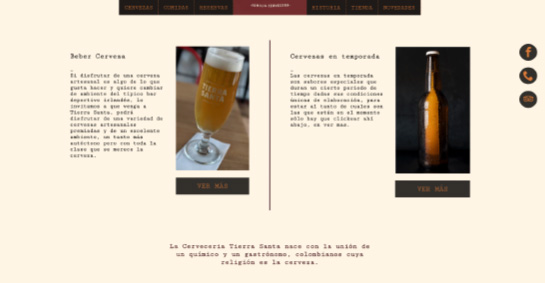 CERVEZAS COMIDAS RESERVAS HISTORIA TIENDA NOVEDADES
Beber Cerveza
El disfrutar de una cerveza
artesanal es algo de lo que
gusta hacer y quiere cambiar
de ambiente del típico bar
deportivo irlandés, le
invitamos a que venga a
Tierra Santa, podrá
disfrutar de una variedad de
cervezas artesanales
premiadas y de un excelente
ambiente, un tanto más
auténtico pero con toda la
clase que se merece la
cerveza.
TIERRA
SANTA
VER MÁS
Cervezas en temporada
Las cervezas en temporada
son sabores especiales que
duran un cierto periodo de
tiempo dadas sus condiciones
únicas de elaboración, para
estar al tanto de cuales son
las que están en el momento
sólo hay que clickear ahí
abajo, en ver mas.
VER MÁS
La Cervecería Tierra Santa nace con la unión de
un químico y un gastrónomo, colombianos cuya
religión es la cerveza.